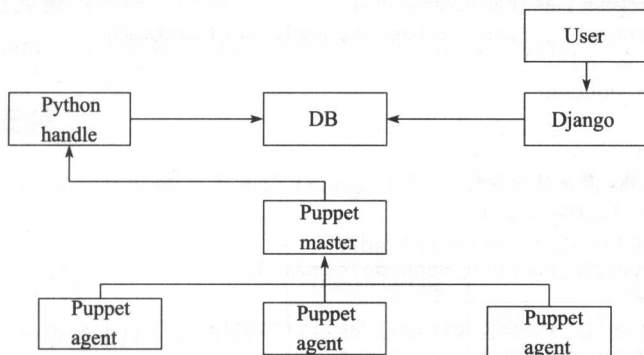 User
Python
handle
DB
Django
Puppet
master
Puppet
agent
Puppet
agent
Puppet
agent